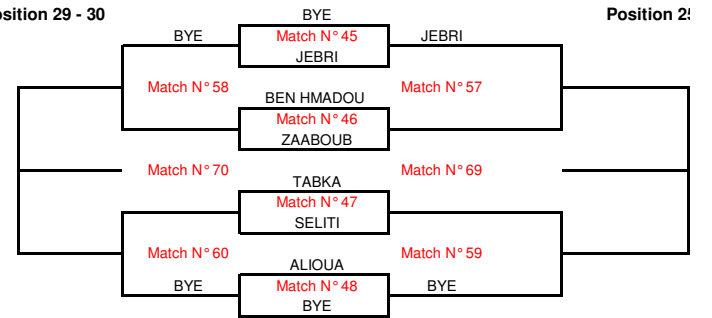 sition 29 - 30 BYE Position 25
BYE Match N° 45 JEBRI
JEBRI
Match N° 58 BEN HMADOU Match N° 57
Match N° 46
ZAABOUB
Match N° 70 TABKA Match N° 69
Match N° 47
SELITI
Match N° 60 ALIOUA Match N° 59
BYE Match N° 48 BYE
BYE